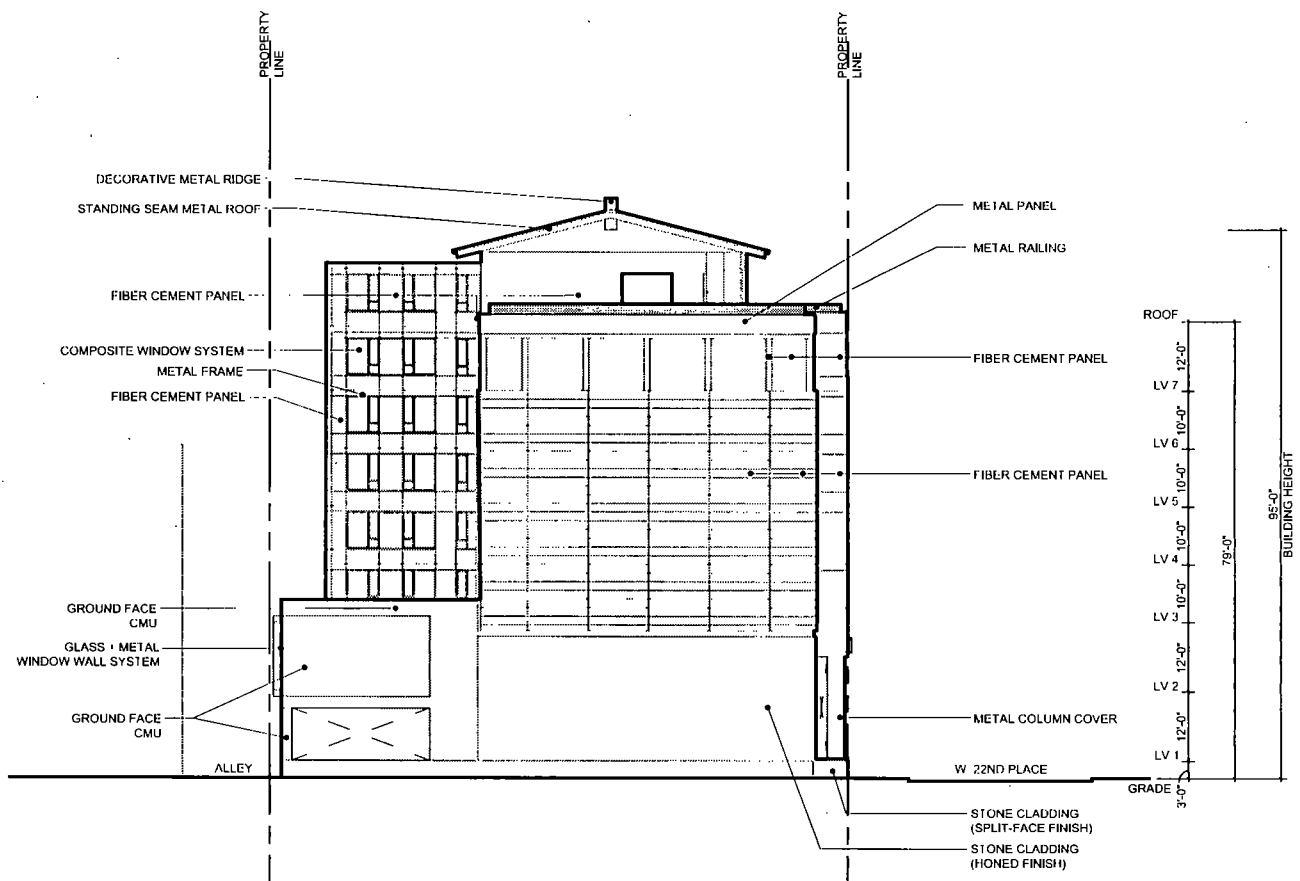 PROPERTY
LINE
PROPERTY
LINE
DECORATIVE METAL RIDGE
STANDING SEAM METAL ROOF
FIBER CEMENT PANEL
COMPOSITE WINDOW SYSTEM
METAL FRAME
FIBER CEMENT PANEL
GROUND FACE
CMU
GLASS + METAL
WINDOW WALL SYSTEM
GROUND FACE
CMU
ALLEY
METAL PANEL
METAL RAILING
FIBER CEMENT PANEL
FIBER CEMENT PANEL
METAL COLUMN COVER
W. 22ND PLACE
STONE CLADDING
(SPLIT-FACE FINISH)
STONE CLADDING
(HONED FINISH)
ROOF
12'-0"
LV 7
10'-0"
LV 6
10'-0"
LV 5
10'-0"
LV 4
10'-0"
LV 3
12'-0"
LV 2
12'-0"
LV 1
GRADE
3'-0"
79'-0"
95'-0"
BUILDING HEIGHT